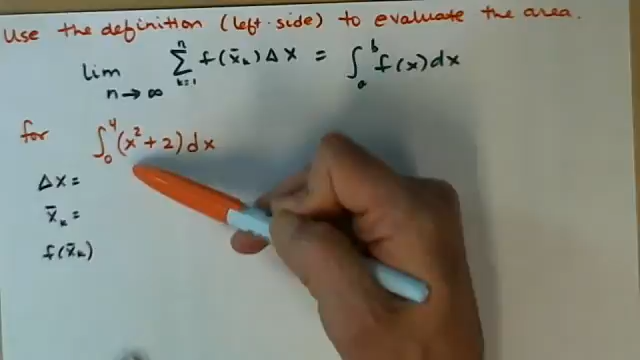 Use the definition (left side) to evaluate the area.
lim n→∞ Σ k=1 n f(x̄ₖ)Δx = ∫ₐᵇ f(x)dx
for ∫₀⁴ (x² + 2)dx
Δx =
x̄ₖ =
f(x̄ₖ)